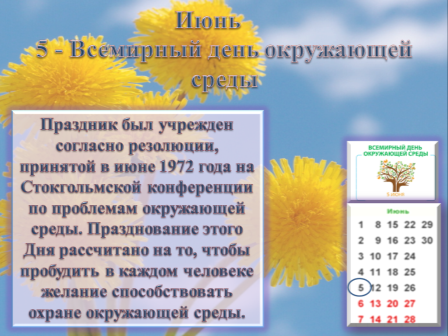 Июнь
5 - Всемирный день окружающей
среды
Праздник был учрежден
согласно резолюции,
принятой в июне 1972 года на
Стокгольмской конференции
по проблемам окружающей
среды. Празднование этого
Дня рассчитано на то, чтобы
пробудить в каждом человеке
желание способствовать
охране окружающей среды.
ВСЕМИРНЫЙ ДЕНЬ
ОКРУЖАЮЩЕЙ СРЕДЫ
5 июня
Июнь
1 8 15 22 29
2 9 16 23 30
3 10 17 24
4 11 18 25
5 12 19 26
6 13 20 27
7 14 21 28